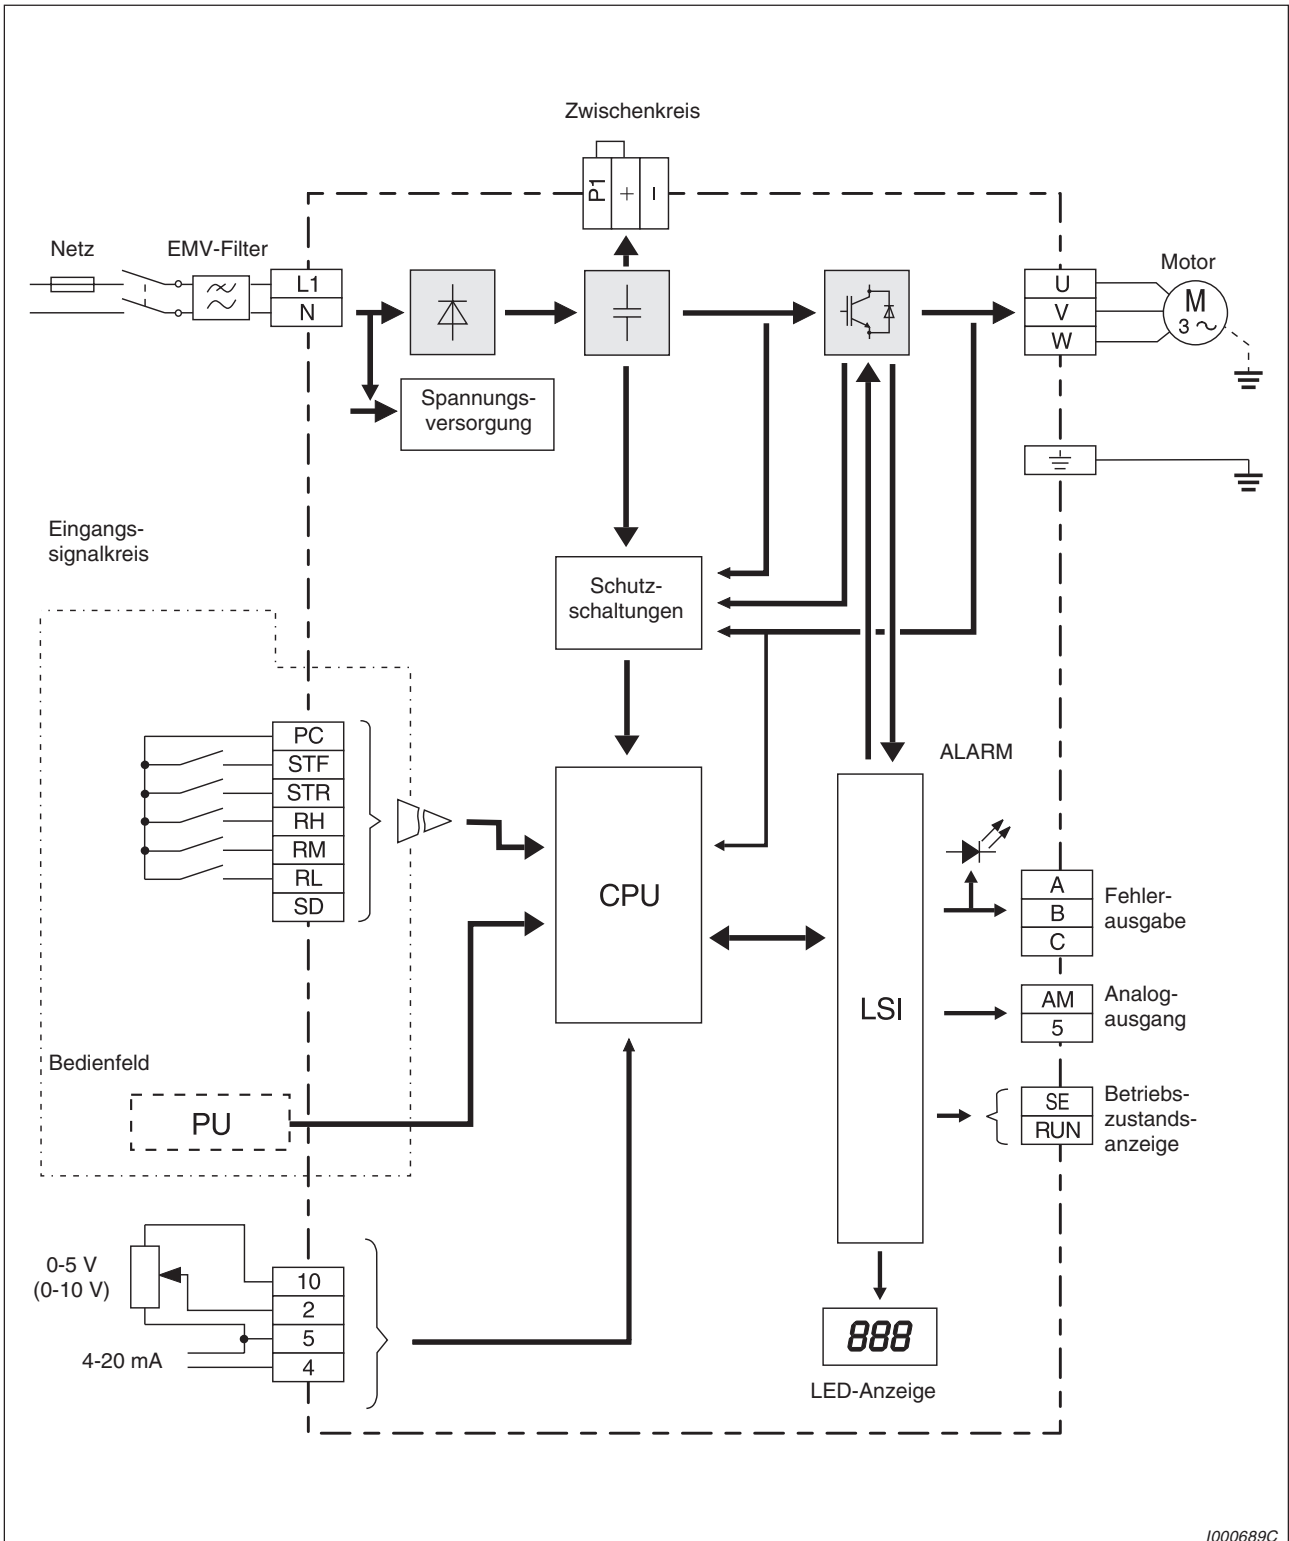 Zwischenkreis
P1
+
–
Netz
EMV-Filter
L1
N
U
V
W
Motor
M
3 ~
Spannungs-
versorgung
Eingangs-
signalkreis
Schutz-
schaltungen
PC
STF
STR
RH
RM
RL
SD
CPU
LSI
ALARM
A
B
C
Fehler-
ausgabe
AM
5
Analog-
ausgang
SE
RUN
Betriebs-
zustands-
anzeige
Bedienfeld
PU
0-5 V
(0-10 V)
4-20 mA
10
2
5
4
888
LED-Anzeige
I000689C